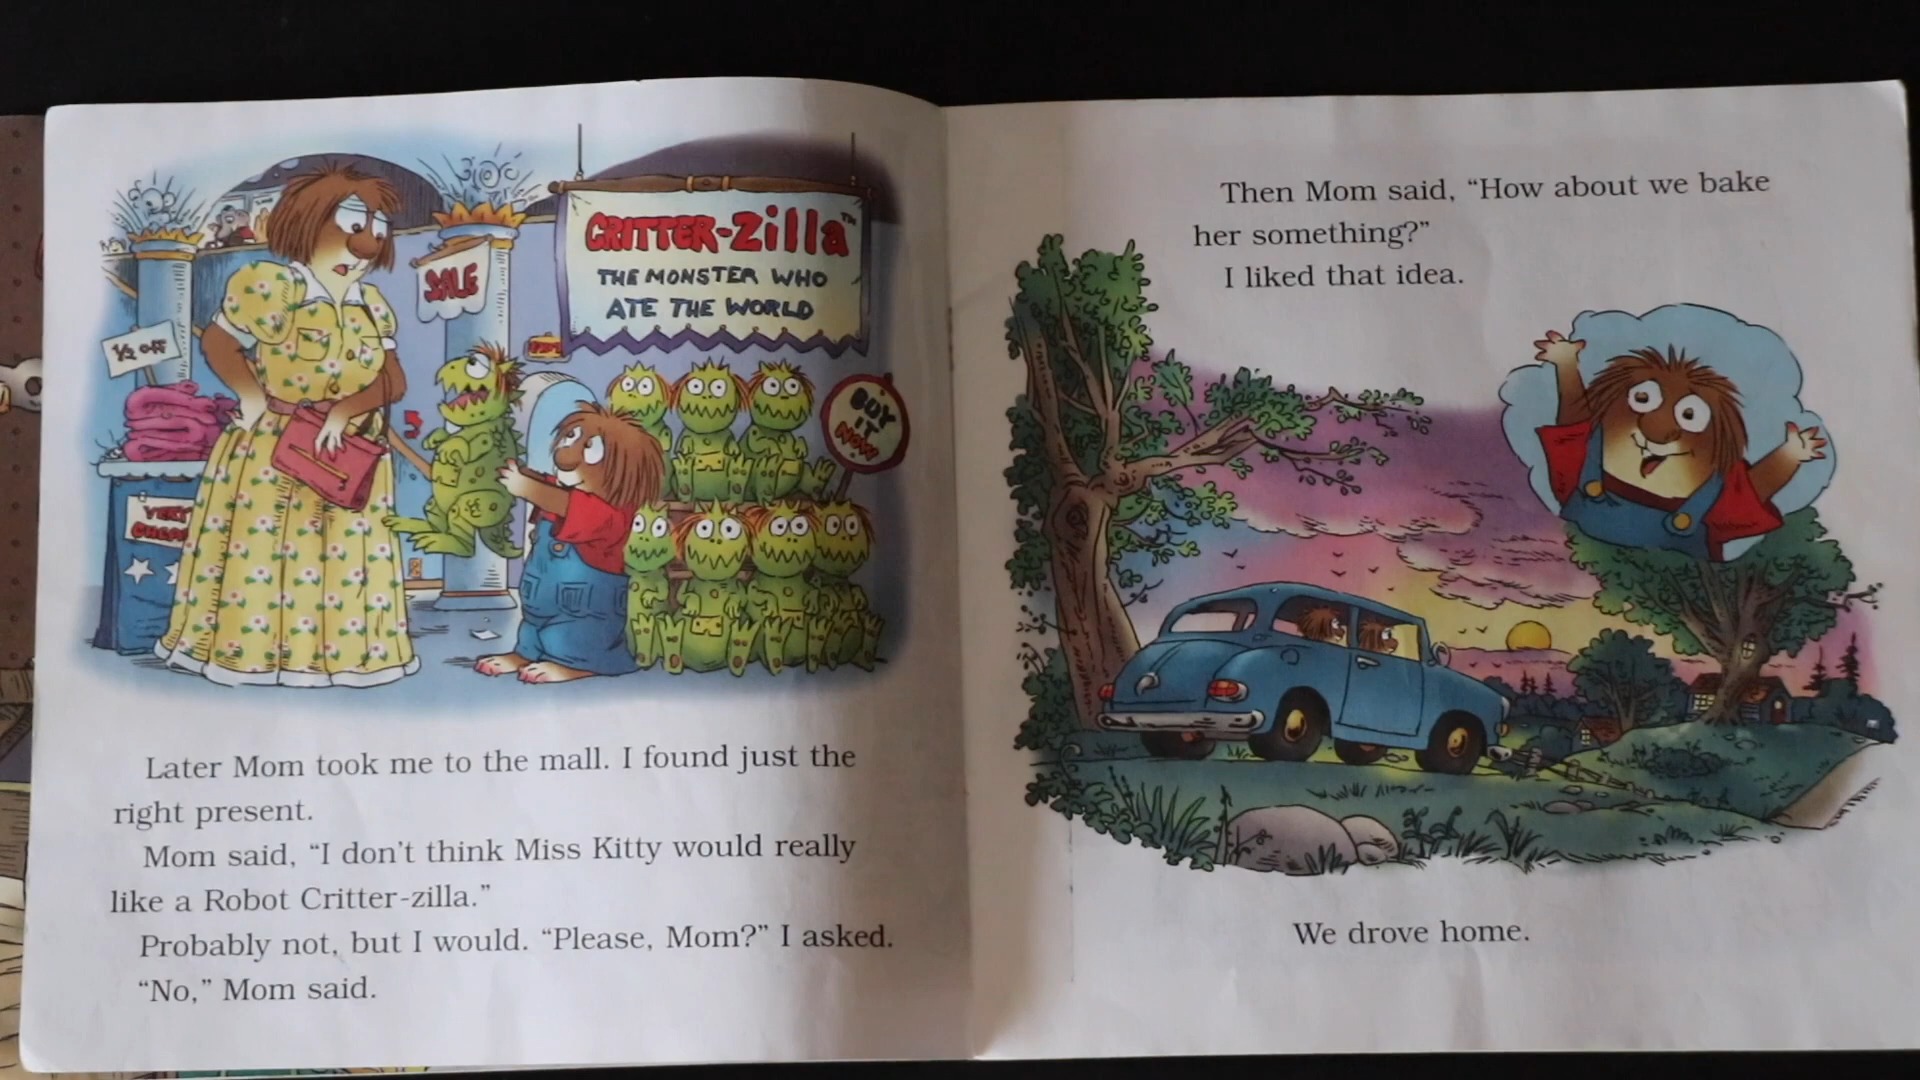 CRITTER-Zilla™
THE MONSTER WHO
ATE THE WORLD
SALE
1/2 OFF
BUY
IT
NOW
VERY
CHEAP
Later Mom took me to the mall. I found just the
right present.
Mom said, “I don't think Miss Kitty would really
like a Robot Critter-zilla.”
Probably not, but I would. “Please, Mom?” I asked.
“No,” Mom said.
Then Mom said, “How about we bake
her something?”
I liked that idea.
We drove home.